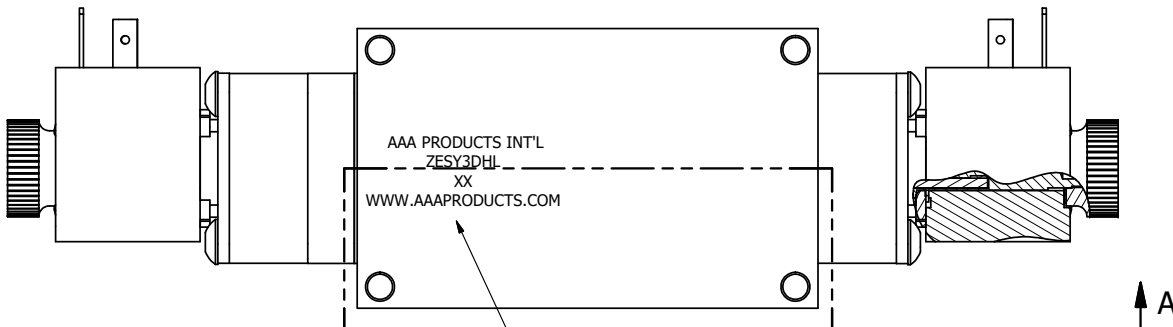 AAA PRODUCTS INT'L
ZESY3DHL
XX
WWW.AAAPRODUCTS.COM
A